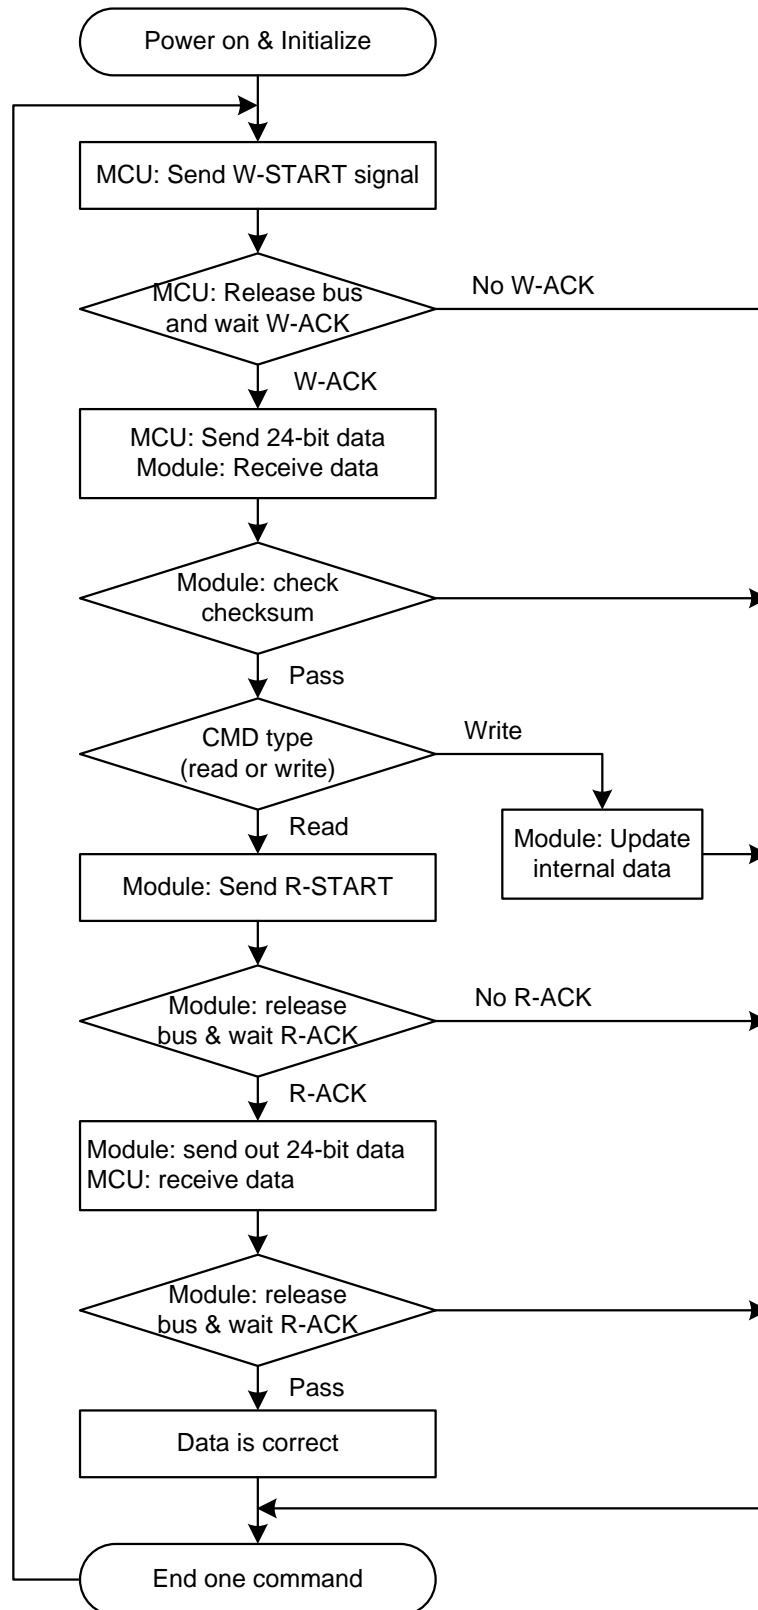 Power on & Initialize
MCU: Send W-START signal
MCU: Release bus
and wait W-ACK
No W-ACK
W-ACK
MCU: Send 24-bit data
Module: Receive data
Module: check
checksum
Pass
CMD type
(read or write)
Write
Read
Module: Update
internal data
Module: Send R-START
Module: release
bus & wait R-ACK
No R-ACK
R-ACK
Module: send out 24-bit data
MCU: receive data
Module: release
bus & wait R-ACK
Pass
Data is correct
End one command